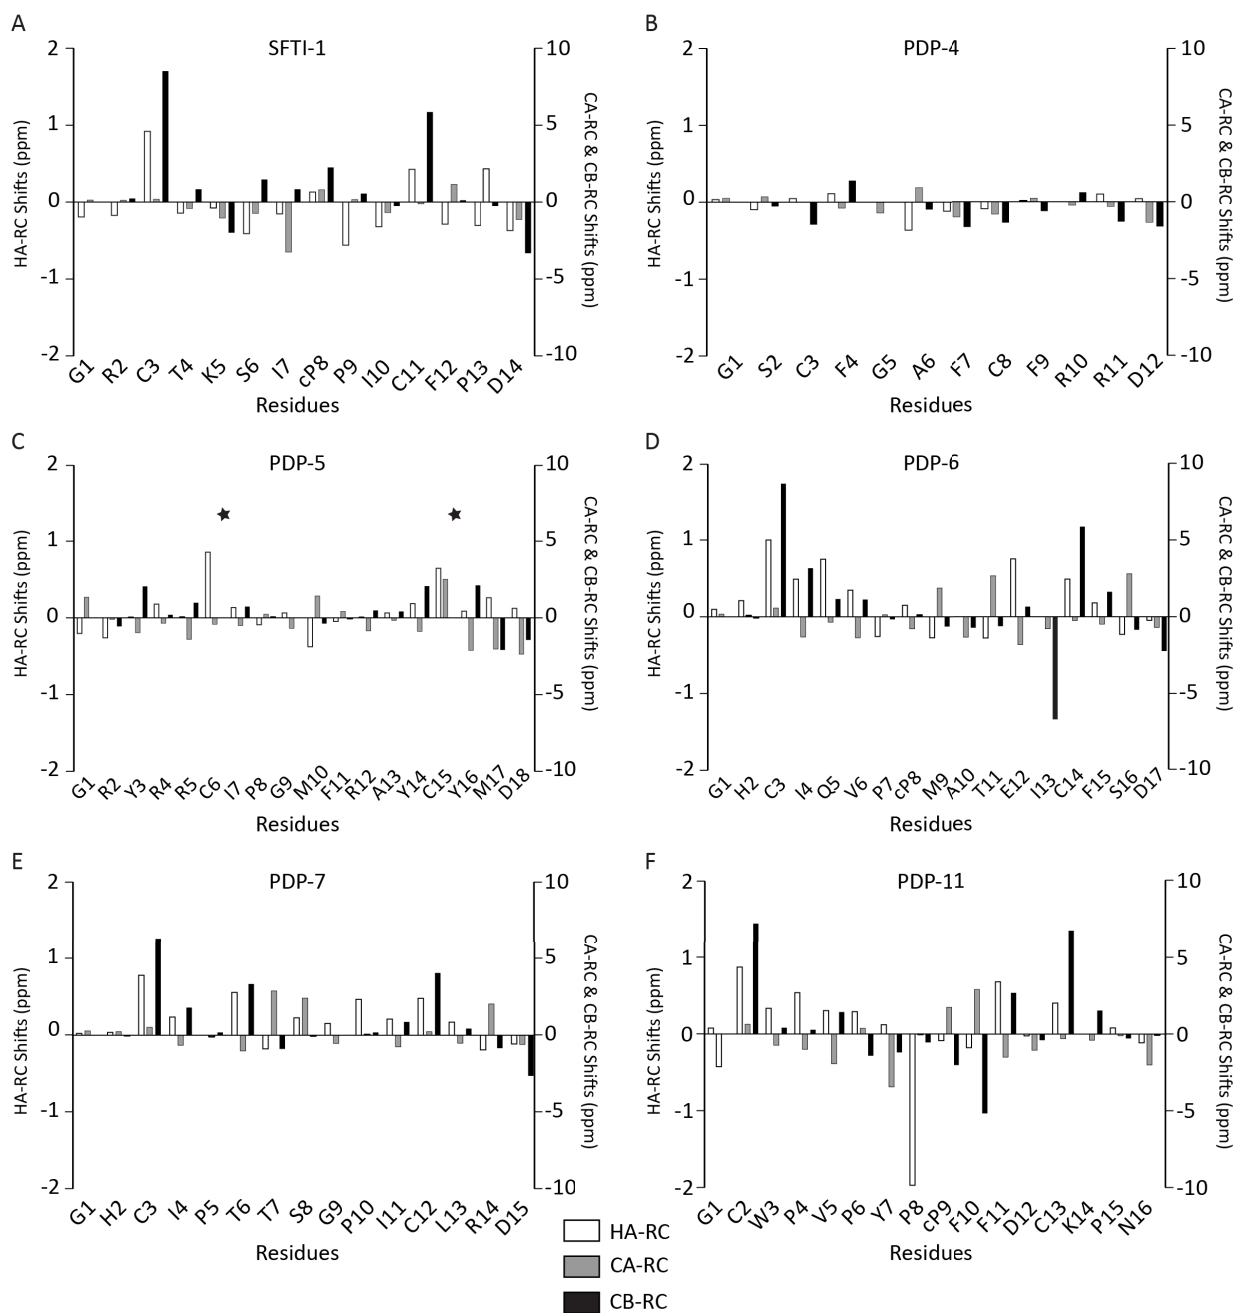 A
SFTI-1
2
1
0
-1
-2
10
5
0
-5
-10
HA-RC Shifts (ppm)
CA-RC & CB-RC Shifts (ppm)
G1 R2 C3 T4 K5 S6 I7 cP8 P9 I10 C11 F12 P13 D14
Residues
B
PDP-4
2
1
0
-1
-2
10
5
0
-5
-10
HA-RC Shifts (ppm)
CA-RC & CB-RC Shifts (ppm)
G1 S2 C3 F4 G5 A6 F7 C8 F9 R10 R11 D12
Residues
C
PDP-5
2
1
0
-1
-2
10
5
0
-5
-10
HA-RC Shifts (ppm)
CA-RC & CB-RC Shifts (ppm)
G1 R2 Y3 R4 R5 C6 I7 P8 G9 M10 F11 R12 A13 Y14 C15 Y16 M17 D18
Residues
D
PDP-6
2
1
0
-1
-2
10
5
0
-5
-10
HA-RC Shifts (ppm)
CA-RC & CB-RC Shifts (ppm)
G1 H2 C3 I4 Q5 V6 P7 cP8 M9 A10 T11 E12 I13 C14 F15 S16 D17
Residues
E
PDP-7
2
1
0
-1
-2
10
5
0
-5
-10
HA-RC Shifts (ppm)
CA-RC & CB-RC Shifts (ppm)
G1 H2 C3 I4 P5 T6 T7 S8 G9 P10 I11 C12 L13 R14 D15
Residues
F
PDP-11
2
1
0
-1
-2
10
5
0
-5
-10
HA-RC Shifts (ppm)
CA-RC & CB-RC Shifts (ppm)
G1 C2 W3 P4 V5 P6 Y7 P8 cP9 F10 F11 D12 C13 K14 P15 N16
Residues
HA-RC
CA-RC
CB-RC